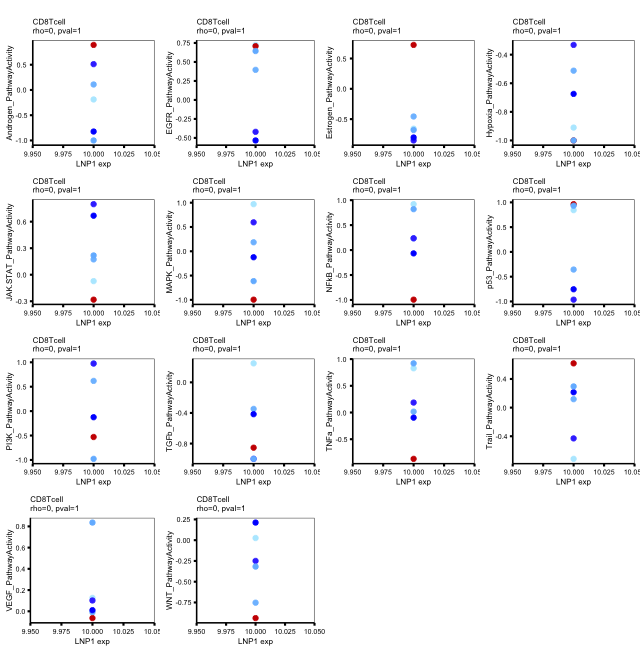 CD8Tcell
rho=0, pval=1
Androgen_PathwayActivity
0.5
0.0
-0.5
-1.0
9.950 9.975 10.000 10.025 10.05
LNP1 exp
CD8Tcell
rho=0, pval=1
EGFR_PathwayActivity
0.75
0.50
0.25
0.00
-0.25
-0.50
9.950 9.975 10.000 10.025 10.05
LNP1 exp
CD8Tcell
rho=0, pval=1
Estrogen_PathwayActivity
0.5
0.0
-0.5
9.950 9.975 10.000 10.025 10.05
LNP1 exp
CD8Tcell
rho=0, pval=1
Hypoxia_PathwayActivity
-0.4
-0.6
-0.8
-1.0
9.950 9.975 10.000 10.025 10.05
LNP1 exp
CD8Tcell
rho=0, pval=1
JAK.STAT_PathwayActivity
0.6
0.3
0.0
-0.3
9.950 9.975 10.000 10.025 10.05
LNP1 exp
CD8Tcell
rho=0, pval=1
MAPK_PathwayActivity
1.0
0.5
0.0
-0.5
-1.0
9.950 9.975 10.000 10.025 10.05
LNP1 exp
CD8Tcell
rho=0, pval=1
NFkB_PathwayActivity
1.0
0.5
0.0
-0.5
-1.0
9.950 9.975 10.000 10.025 10.05
LNP1 exp
CD8Tcell
rho=0, pval=1
p53_PathwayActivity
1.0
0.5
0.0
-0.5
-1.0
9.950 9.975 10.000 10.025 10.05
LNP1 exp
CD8Tcell
rho=0, pval=1
PI3K_PathwayActivity
1.0
0.5
0.0
-0.5
-1.0
9.950 9.975 10.000 10.025 10.05
LNP1 exp
CD8Tcell
rho=0, pval=1
TGFb_PathwayActivity
0.0
-0.4
-0.8
9.950 9.975 10.000 10.025 10.05
LNP1 exp
CD8Tcell
rho=0, pval=1
TNFa_PathwayActivity
1.0
0.5
0.0
-0.5
9.950 9.975 10.000 10.025 10.05
LNP1 exp
CD8Tcell
rho=0, pval=1
Trail_PathwayActivity
0.4
0.0
-0.4
9.950 9.975 10.000 10.025 10.05
LNP1 exp
CD8Tcell
rho=0, pval=1
VEGF_PathwayActivity
0.8
0.6
0.4
0.2
0.0
9.950 9.975 10.000 10.025 10.05
LNP1 exp
CD8Tcell
rho=0, pval=1
WNT_PathwayActivity
0.25
0.00
-0.25
-0.50
-0.75
9.950 9.975 10.000 10.025 10.050
LNP1 exp